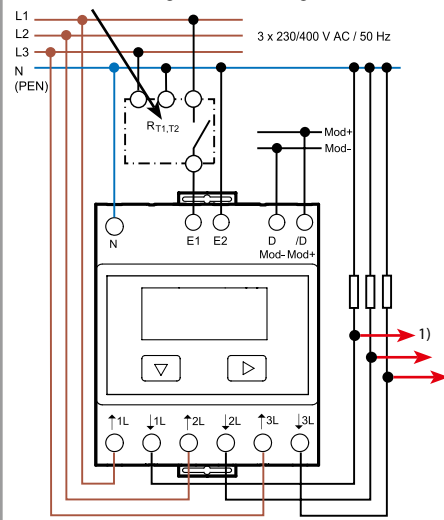 L1
L2
L3
N
(PEN)
3 x 230/400 V AC / 50 Hz
RT1,T2
Mod+
Mod-
N
E1
E2
D
/D
Mod- Mod+
1)
↑1L
↓1L
↑2L
↓2L
↑3L
↓3L